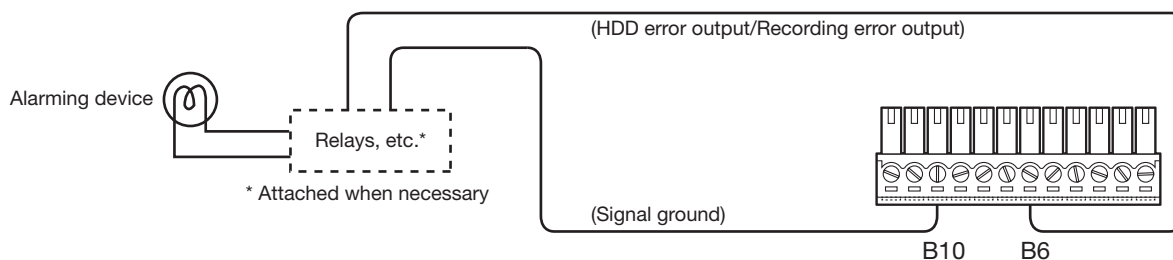 (HDD error output/Recording error output)
Alarming device
Relays, etc.*
* Attached when necessary
(Signal ground)
B10 B6